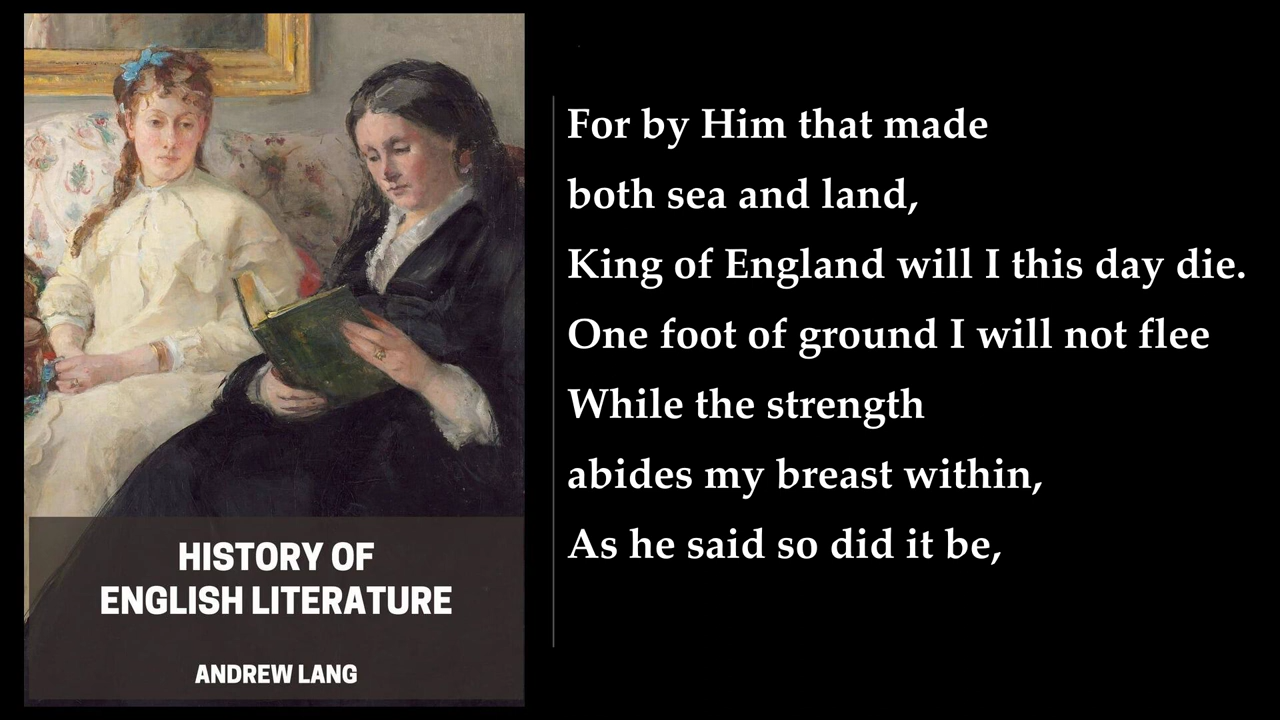 HISTORY OF
ENGLISH LITERATURE
ANDREW LANG
For by Him that made
both sea and land,
King of England will I this day die.
One foot of ground I will not flee
While the strength
abides my breast within,
As he said so did it be,